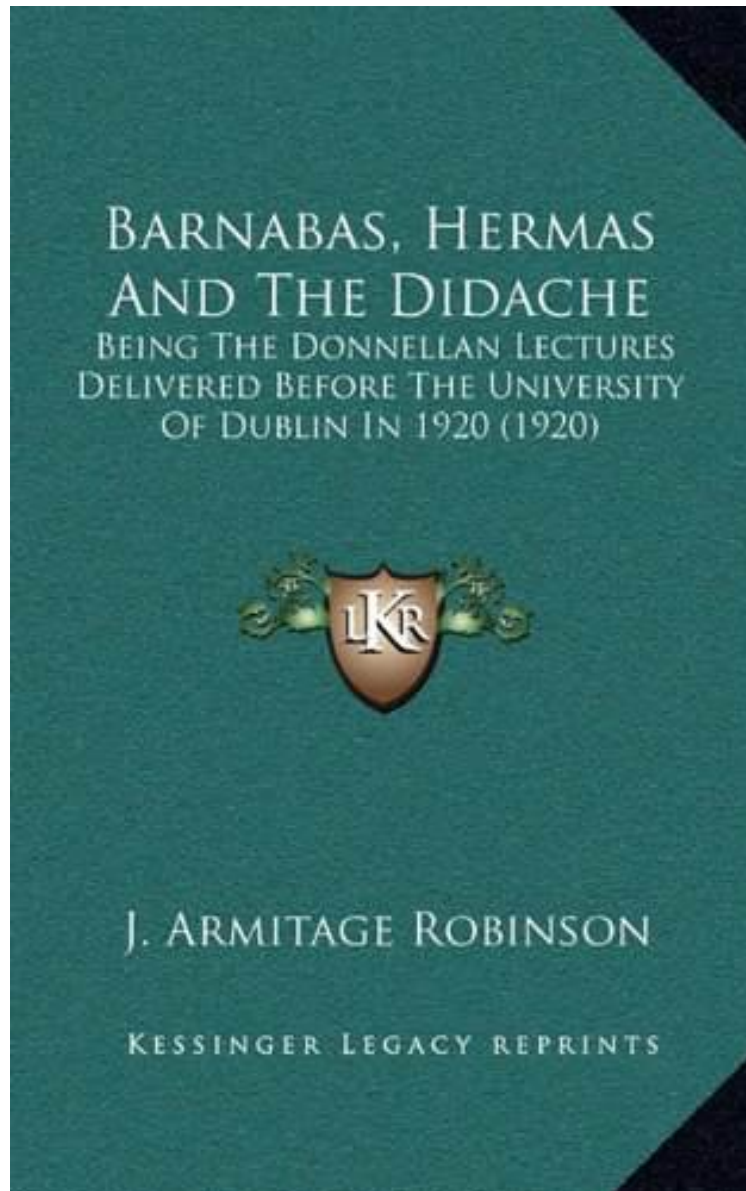 Barnabas, Hermas
And The Didache
Being The Donnellan Lectures
Delivered Before The University
Of Dublin In 1920 (1920)
LKR
J. Armitage Robinson
Kessinger Legacy reprints